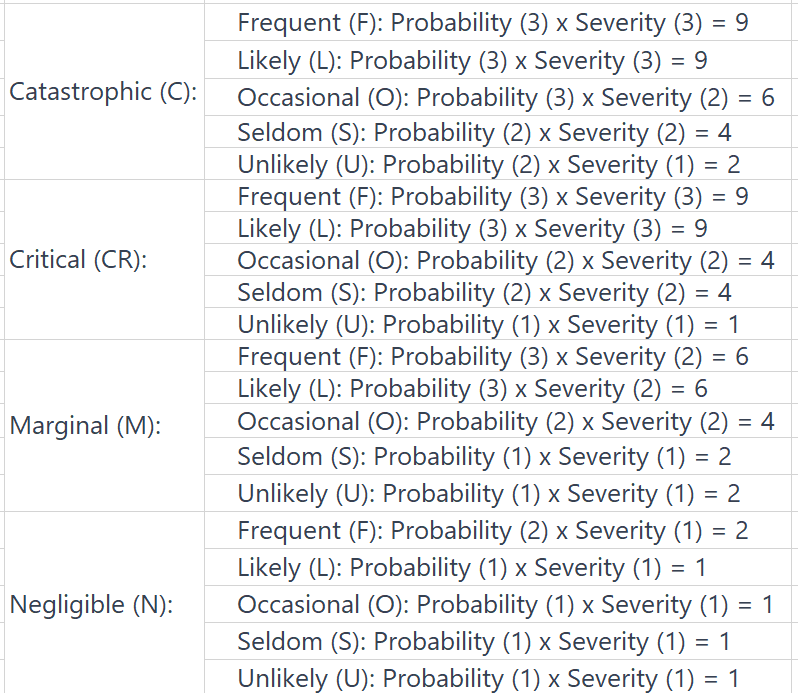 Catastrophic (C):
Frequent (F): Probability (3) x Severity (3) = 9
Likely (L): Probability (3) x Severity (3) = 9
Occasional (O): Probability (3) x Severity (2) = 6
Seldom (S): Probability (2) x Severity (2) = 4
Unlikely (U): Probability (2) x Severity (1) = 2
Critical (CR):
Frequent (F): Probability (3) x Severity (3) = 9
Likely (L): Probability (3) x Severity (3) = 9
Occasional (O): Probability (2) x Severity (2) = 4
Seldom (S): Probability (2) x Severity (2) = 4
Unlikely (U): Probability (1) x Severity (1) = 1
Marginal (M):
Frequent (F): Probability (3) x Severity (2) = 6
Likely (L): Probability (3) x Severity (2) = 6
Occasional (O): Probability (2) x Severity (2) = 4
Seldom (S): Probability (1) x Severity (1) = 2
Unlikely (U): Probability (1) x Severity (1) = 2
Negligible (N):
Frequent (F): Probability (2) x Severity (1) = 2
Likely (L): Probability (1) x Severity (1) = 1
Occasional (O): Probability (1) x Severity (1) = 1
Seldom (S): Probability (1) x Severity (1) = 1
Unlikely (U): Probability (1) x Severity (1) = 1